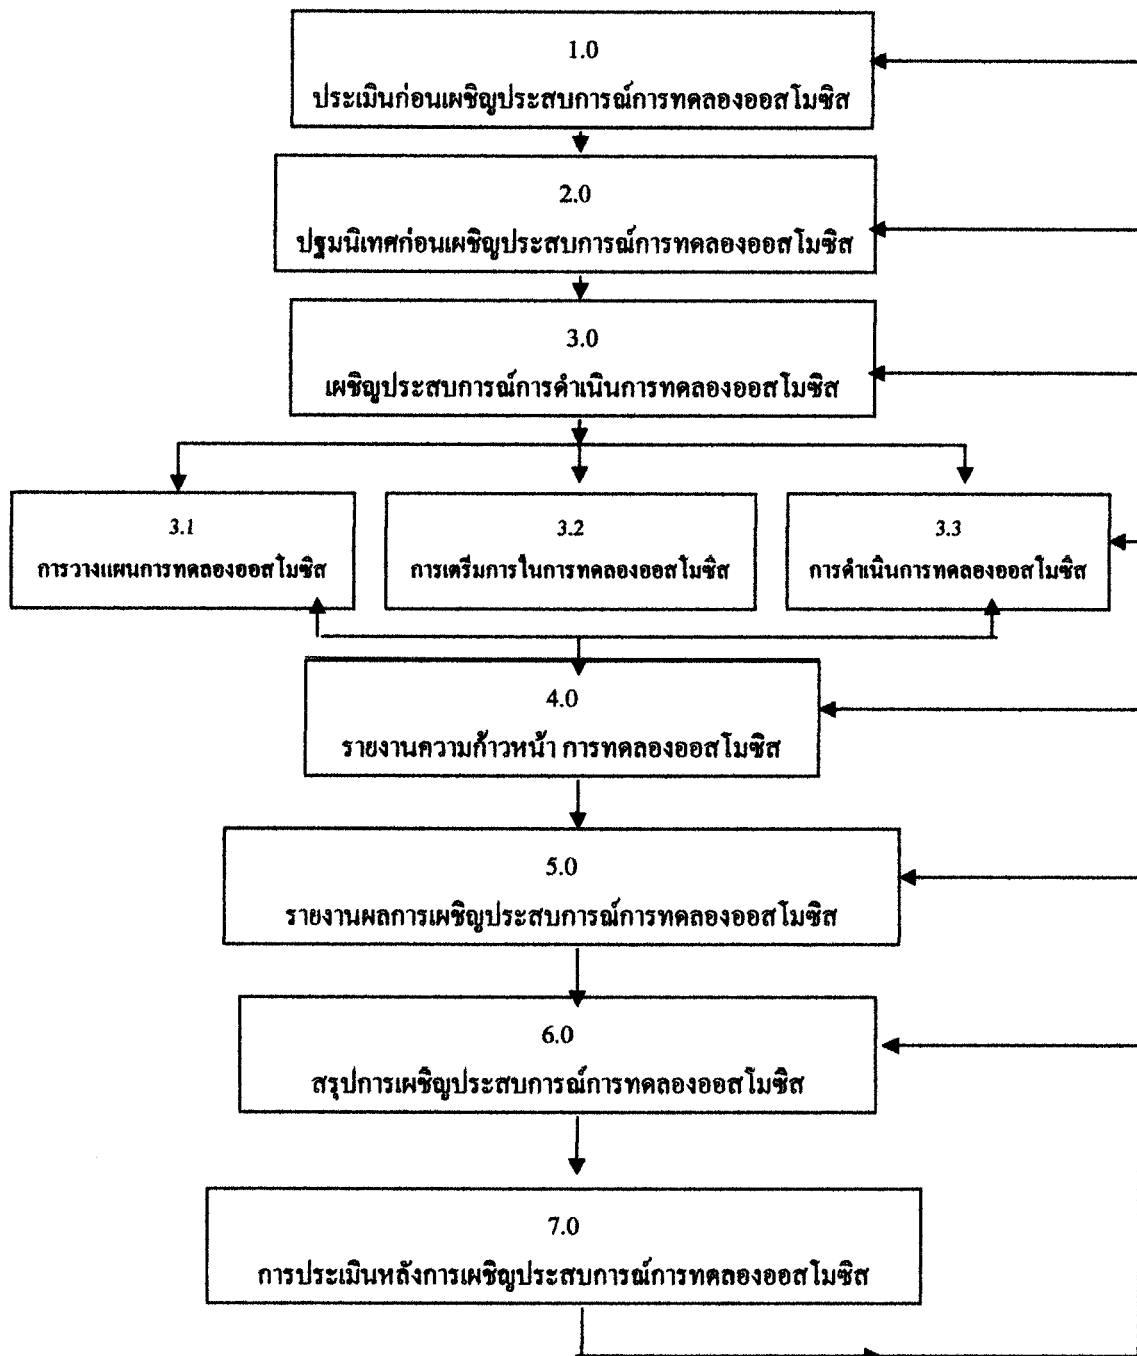 1.0
ประเมินก่อนเผชิญประสบการณ์การทดลองออสโมซิส
2.0
ปฐมนิเทศก่อนเผชิญประสบการณ์การทดลองออสโมซิส
3.0
เผชิญประสบการณ์การดำเนินการทดลองออสโมซิส
3.1
การวางแผนการทดลองออสโมซิส
3.2
การเตรีมการในการทดลองออสโมซิส
3.3
การดำเนินการทดลองออสโมซิส
4.0
รายงานความก้าวหน้า การทดลองออสโมซิส
5.0
รายงานผลการเผชิญประสบการณ์การทดลองออสโมซิส
6.0
สรุปการเผชิญประสบการณ์การทดลองออสโมซิส
7.0
การประเมินหลังการเผชิญประสบการณ์การทดลองออสโมซิส